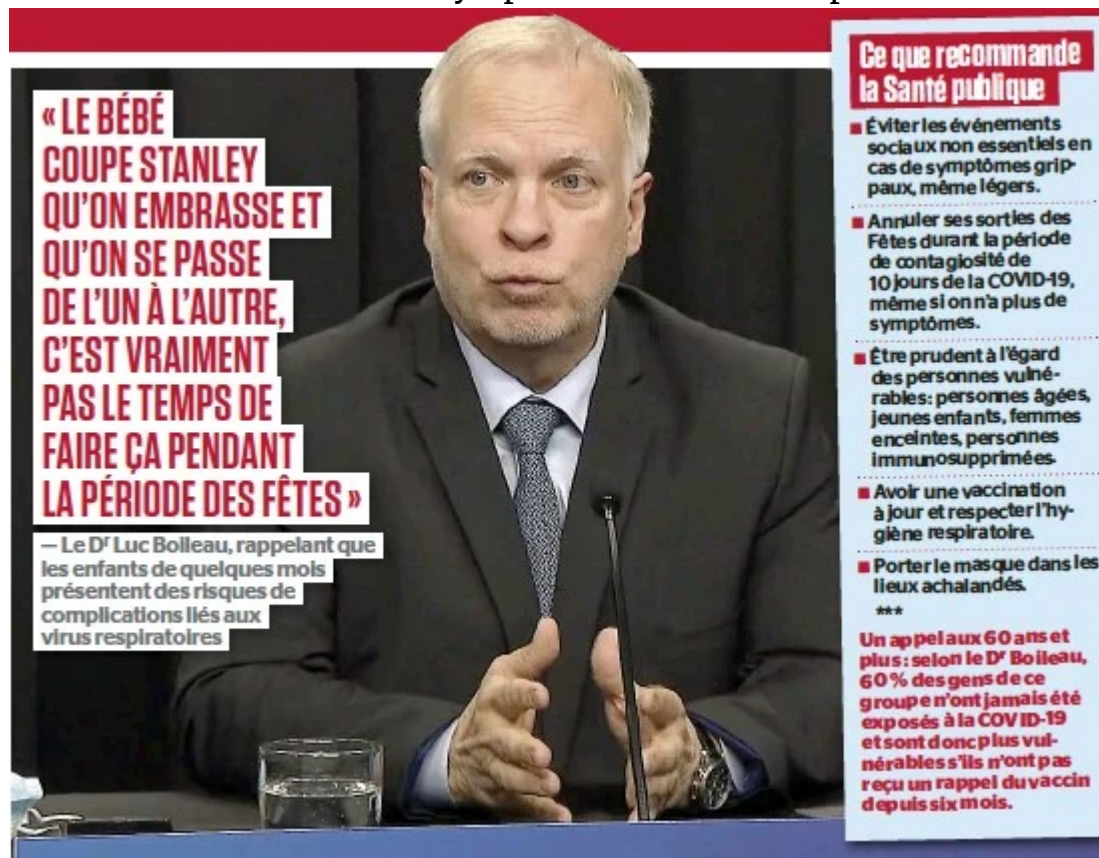 « LE BÉBÉ
COUPE STANLEY
QU'ON EMBRASSE ET
QU'ON SE PASSE
DE L'UN À L'AUTRE,
C'EST VRAIMENT
PAS LE TEMPS DE
FAIRE ÇA PENDANT
LA PÉRIODE DES FÊTES »
— Le Dr Luc Boileau, rappelant que
les enfants de quelques mois
présentent des risques de
complications liés aux
virus respiratoires
Ce que recommande
la Santé publique
■ Éviter les événements
sociaux non essentiels en
cas de symptômes grip-
paux, même légers.
■ Annuler ses sorties des
Fêtes durant la période
de contagiosité de
10 jours de la COVID-19,
même si on n'a plus de
symptômes.
■ Être prudent à l'égard
des personnes vulné-
rables: personnes âgées,
jeunes enfants, femmes
enceintes, personnes
immunosupprimées.
■ Avoir une vaccination
à jour et respecter l'hy-
giène respiratoire.
■ Porter le masque dans les
lieux achalandés.
***
Un appel aux 60 ans et
plus: selon le Dr Boileau,
60 % des gens de ce
groupe n'ont jamais été
exposés à la COVID-19
et sont donc plus vul-
nérables s'ils n'ont pas
reçu un rappel du vaccin
depuis six mois.